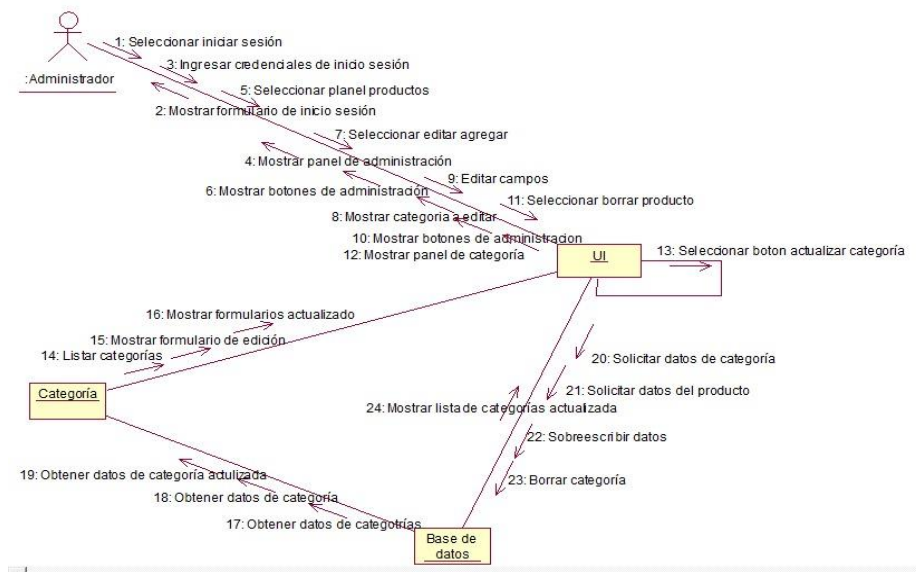 1: Seleccionar iniciar sesión
3: Ingresar credenciales de inicio sesión
:Administrador
5: Seleccionar planel productos
2: Mostrar formulario de inicio sesión
7: Seleccionar editar agregar
4: Mostrar panel de administración
9: Editar campos
6: Mostrar botones de administración
11: Seleccionar borrar producto
8: Mostrar categoria a editar
10: Mostrar botones de administracion
12: Mostrar panel de categoría
UI
13: Seleccionar boton actualizar categoría
16: Mostrar formularios actualizado
15: Mostrar formulario de edición
14: Listar categorías
20: Solicitar datos de categoría
Categoría
21: Solicitar datos del producto
24: Mostrar lista de categorías actualizada
22: Sobreescribir datos
19: Obtener datos de categoría actulizada
23: Borrar categoría
18: Obtener datos de categoría
17: Obtener datos de categotrías
Base de
datos